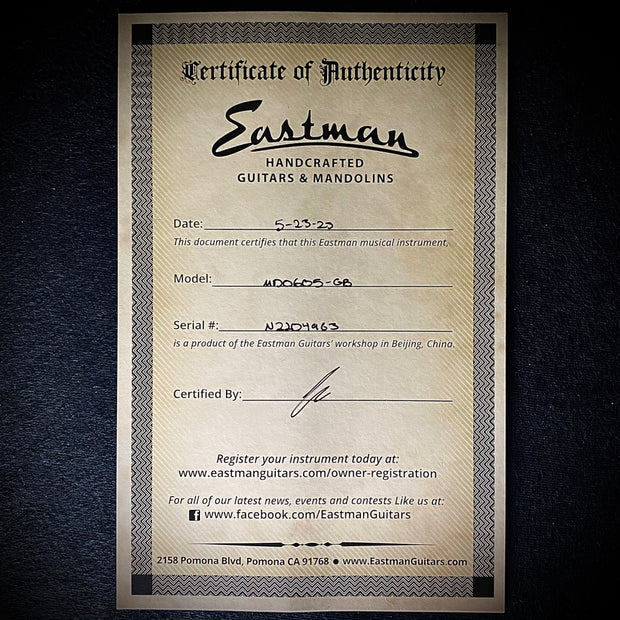 Certificate of Authenticity
Eastman
HANDCRAFTED
GUITARS & MANDOLINS
Date: 5-23-23
This document certifies that this Eastman musical instrument,
Model: MDO605-GB
Serial #: N2204963
is a product of the Eastman Guitars' workshop in Beijing, China.
Certified By:
Register your instrument today at:
www.eastmanguitars.com/owner-registration
For all of our latest news, events and contests Like us at:
f www.facebook.com/EastmanGuitars
2158 Pomona Blvd, Pomona CA 91768 ● www.EastmanGuitars.com